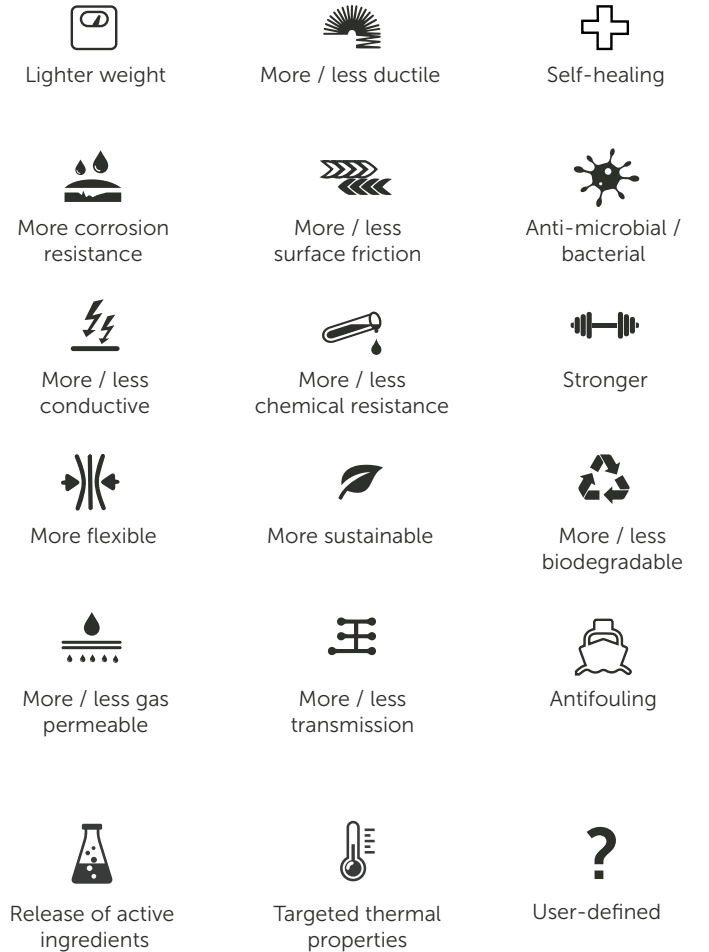 Lighter weight
More / less ductile
Self-healing
More corrosion
resistance
More / less
surface friction
Anti-microbial /
bacterial
More / less
conductive
More / less
chemical resistance
Stronger
More flexible
More sustainable
More / less
biodegradable
More / less gas
permeable
More / less
transmission
Antifouling
Release of active
ingredients
Targeted thermal
properties
?
User-defined